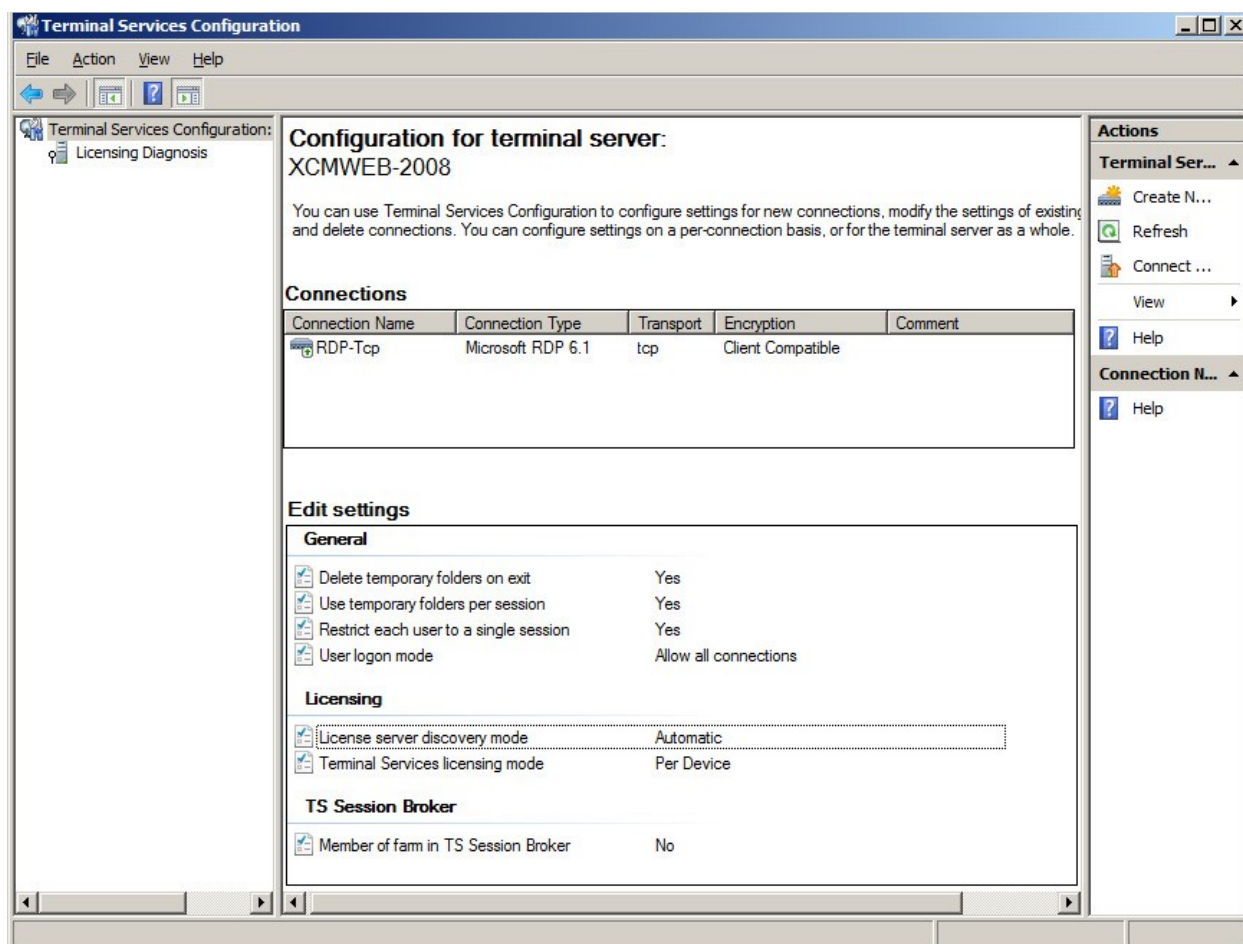 Terminal Services Configuration
File Action View Help
Terminal Services Configuration:
Licensing Diagnosis
Configuration for terminal server:
XCMWEB-2008
You can use Terminal Services Configuration to configure settings for new connections, modify the settings of existing
and delete connections. You can configure settings on a per-connection basis, or for the terminal server as a whole.
Connections
Connection Name Connection Type Transport Encryption Comment
RDP-Tcp Microsoft RDP 6.1 tcp Client Compatible
Edit settings
General
Delete temporary folders on exit Yes
Use temporary folders per session Yes
Restrict each user to a single session Yes
User logon mode Allow all connections
Licensing
License server discovery mode Automatic
Terminal Services licensing mode Per Device
TS Session Broker
Member of farm in TS Session Broker No
Actions
Terminal Ser...
Create N...
Refresh
Connect ...
View
Help
Connection N...
Help